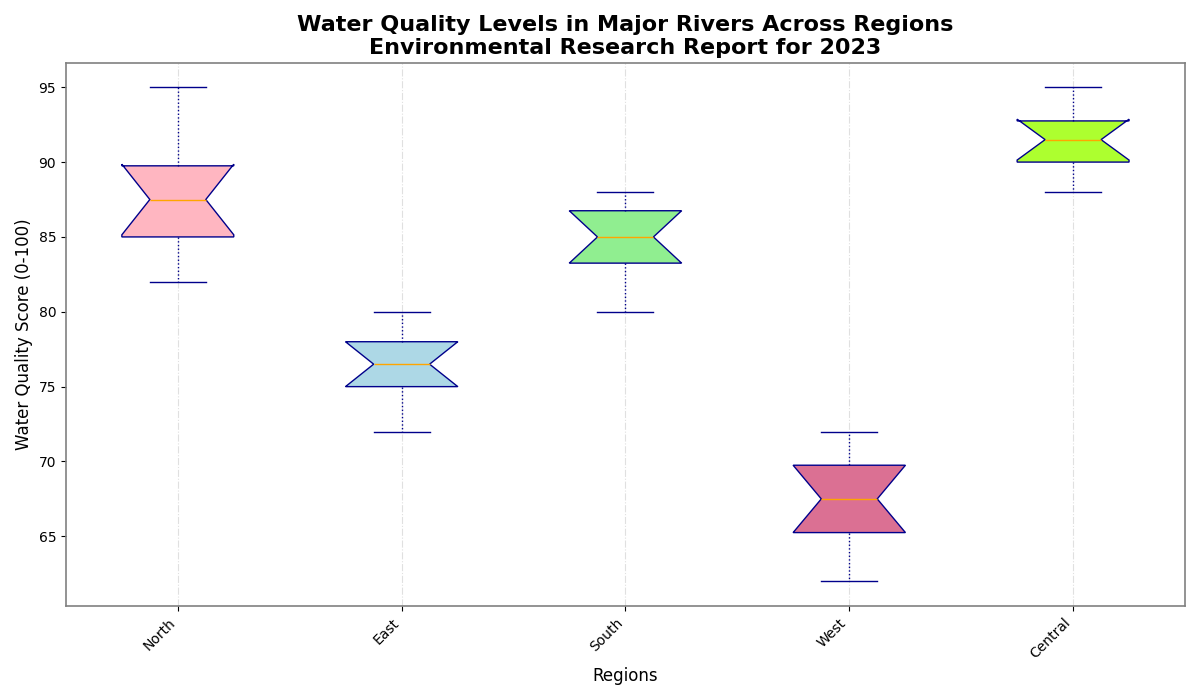 Water Quality Levels in Major Rivers Across Regions
Environmental Research Report for 2023
Water Quality Score (0-100)
95
90
85
80
75
70
65
North
East
South
West
Central
Regions